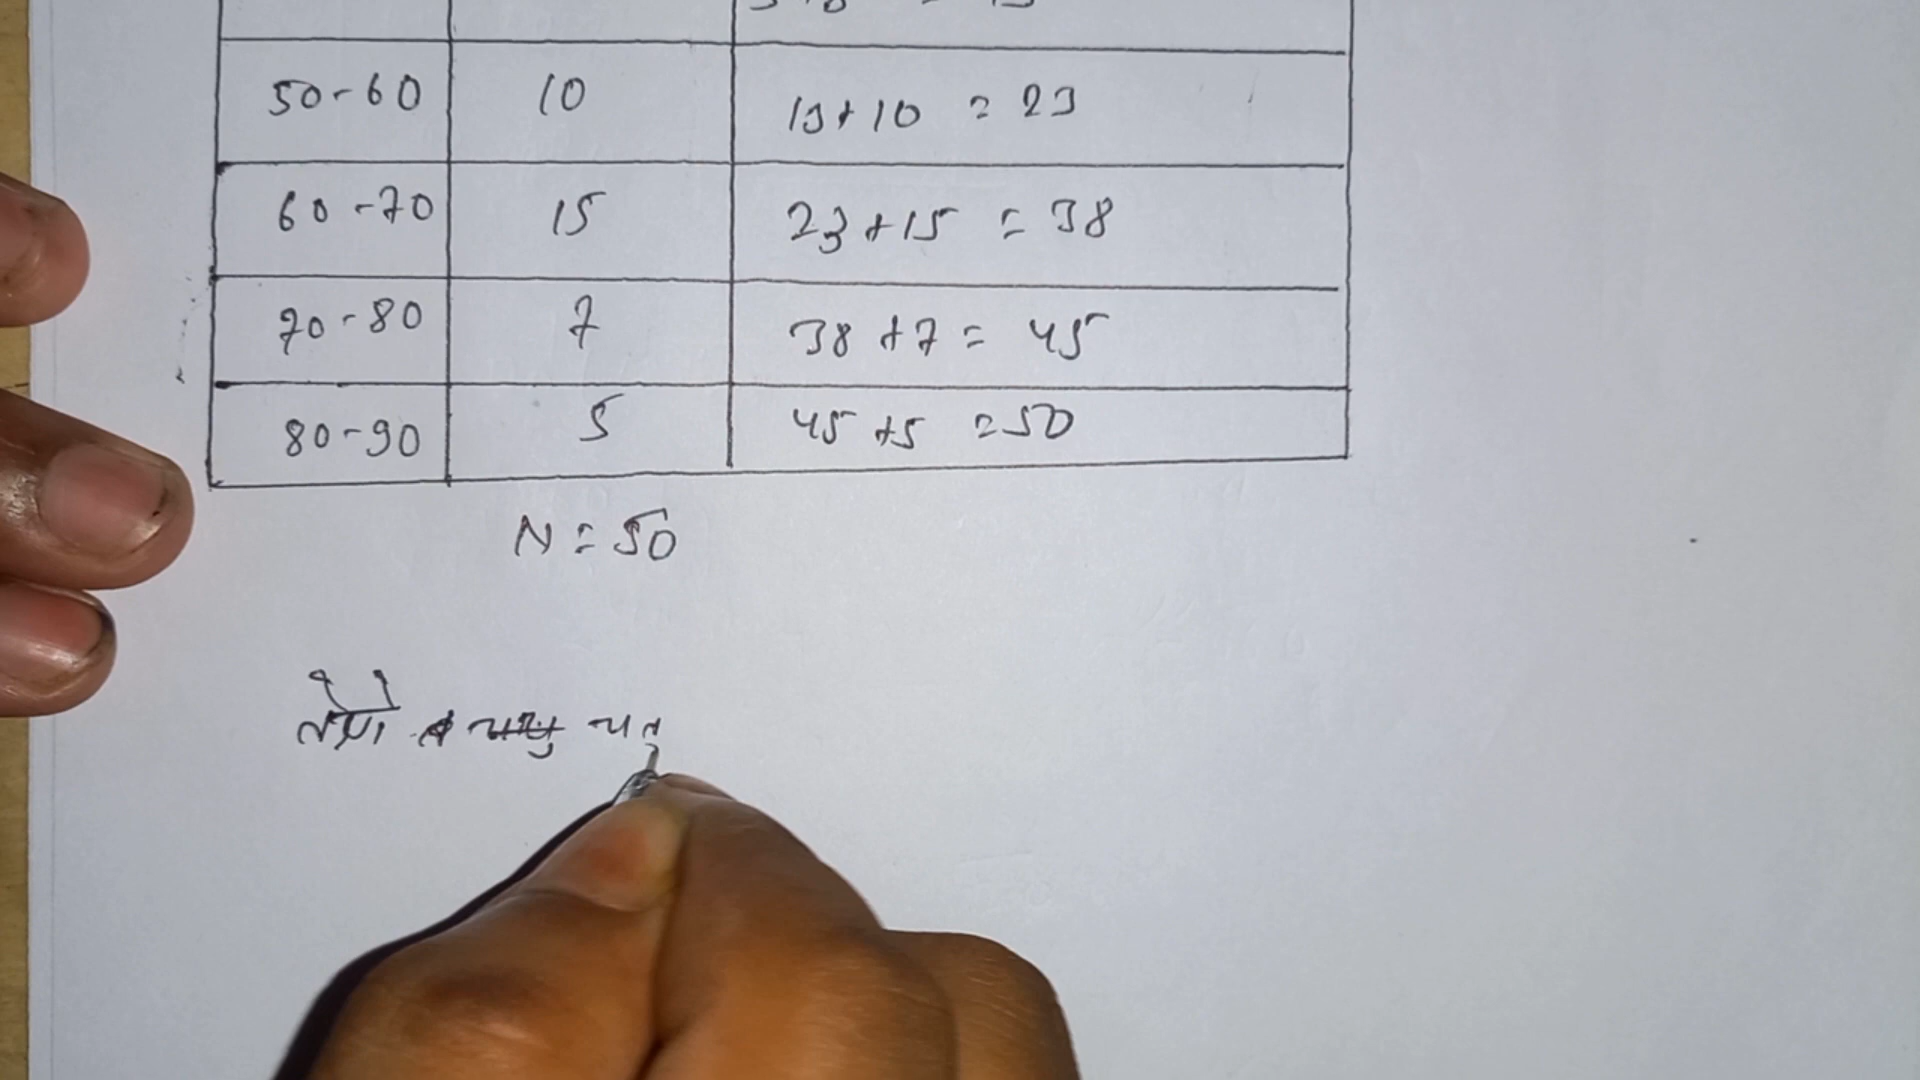 50-60 10 13+10 = 23
60-70 15 23+15 = 38
70-80 7 38+7 = 45
80-90 5 45+5 = 50
N = 50